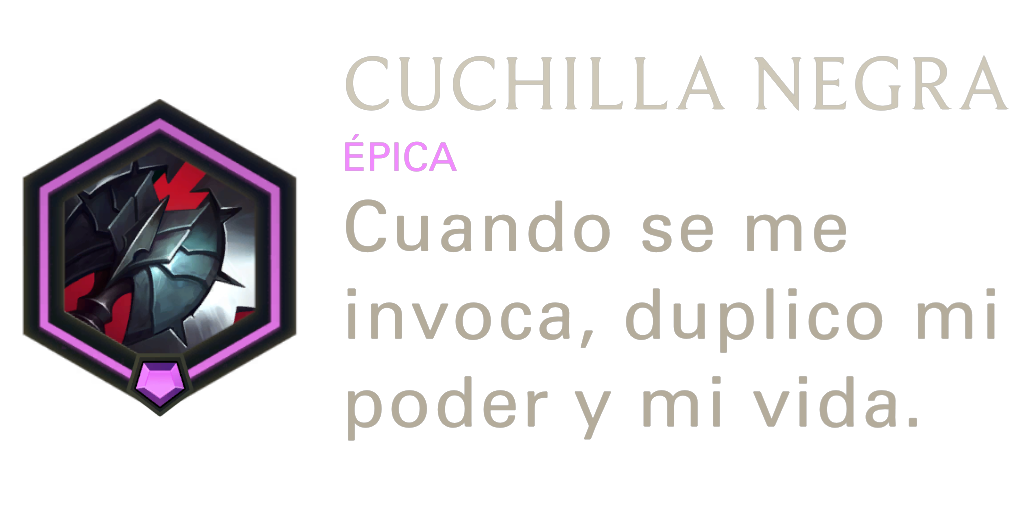 CUCHILLA NEGRA
ÉPICA
Cuando se me
invoca, duplico mi
poder y mi vida.